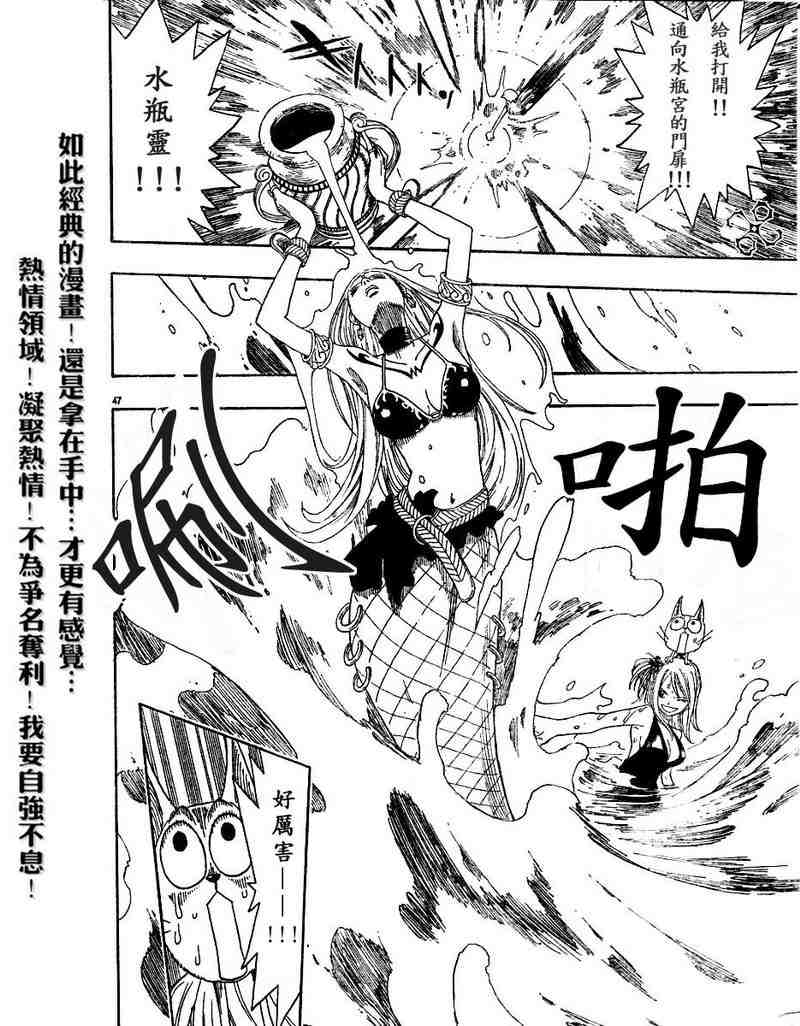 給我打開!!
通向水瓶宮的門扉!!!
水瓶靈!!!
啪
唰
好厲害——!!!
47
如此經典的漫畫！還是拿在手中…才更有感覺…
熱情領域！凝聚熱情！不為爭名奪利！我要自強不息！